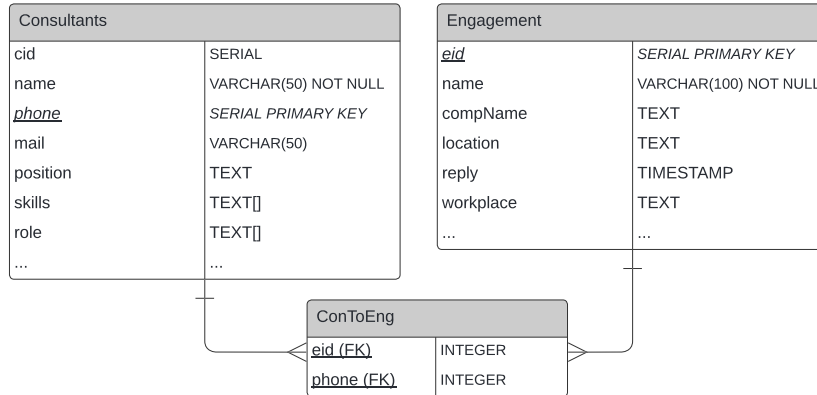 Consultants
cid SERIAL
name VARCHAR(50) NOT NULL
phone SERIAL PRIMARY KEY
mail VARCHAR(50)
position TEXT
skills TEXT[]
role TEXT[]
... ...
Engagement
eid SERIAL PRIMARY KEY
name VARCHAR(100) NOT NULL
compName TEXT
location TEXT
reply TIMESTAMP
workplace TEXT
... ...
ConToEng
eid (FK) INTEGER
phone (FK) INTEGER